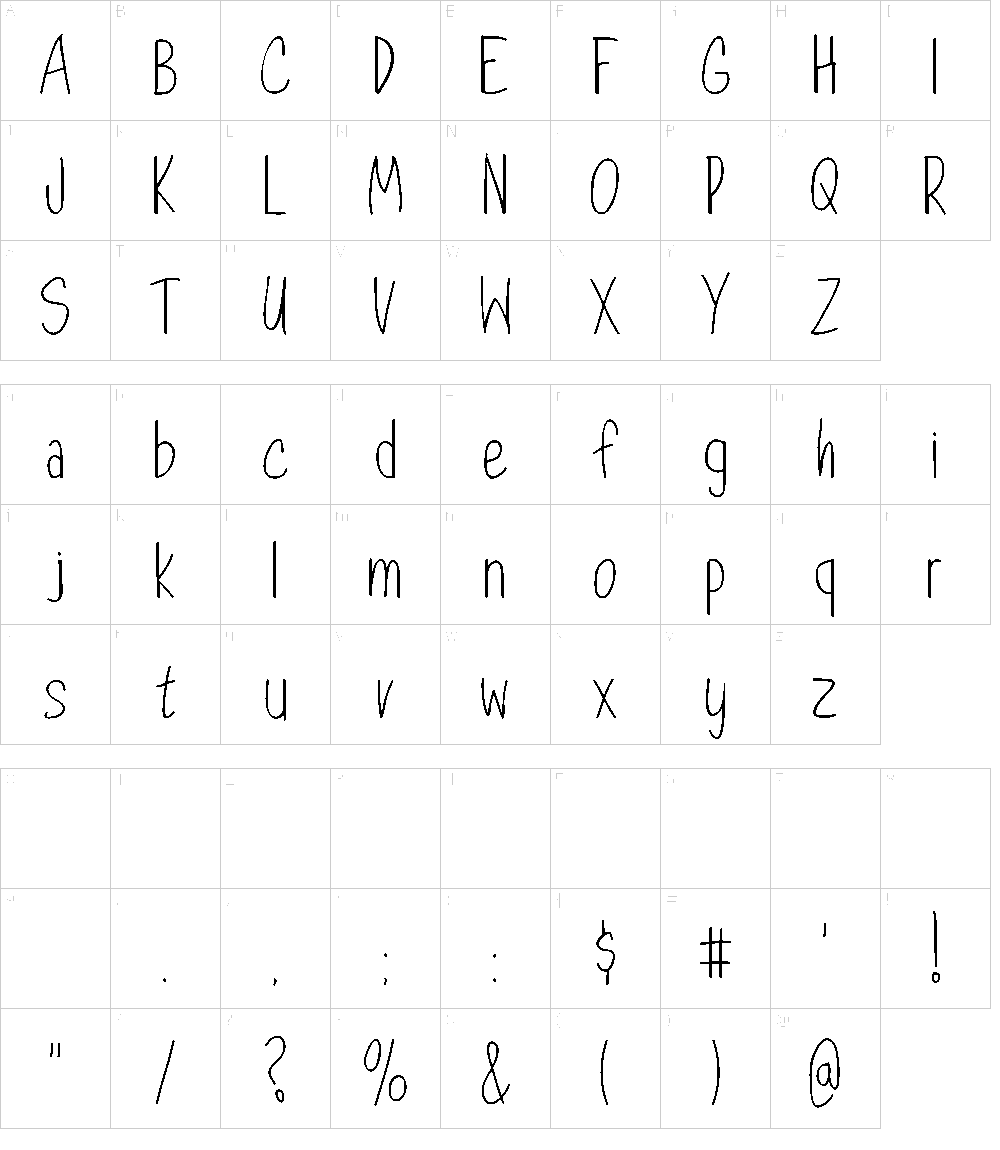 A B C D E F G H I
J K L M N O P Q R
S T U V W X Y Z
a b c d e f g h i
j k l m n o p q r
s t u v w x y z
. , ; : $ # ' !
" / ? % & ( ) @